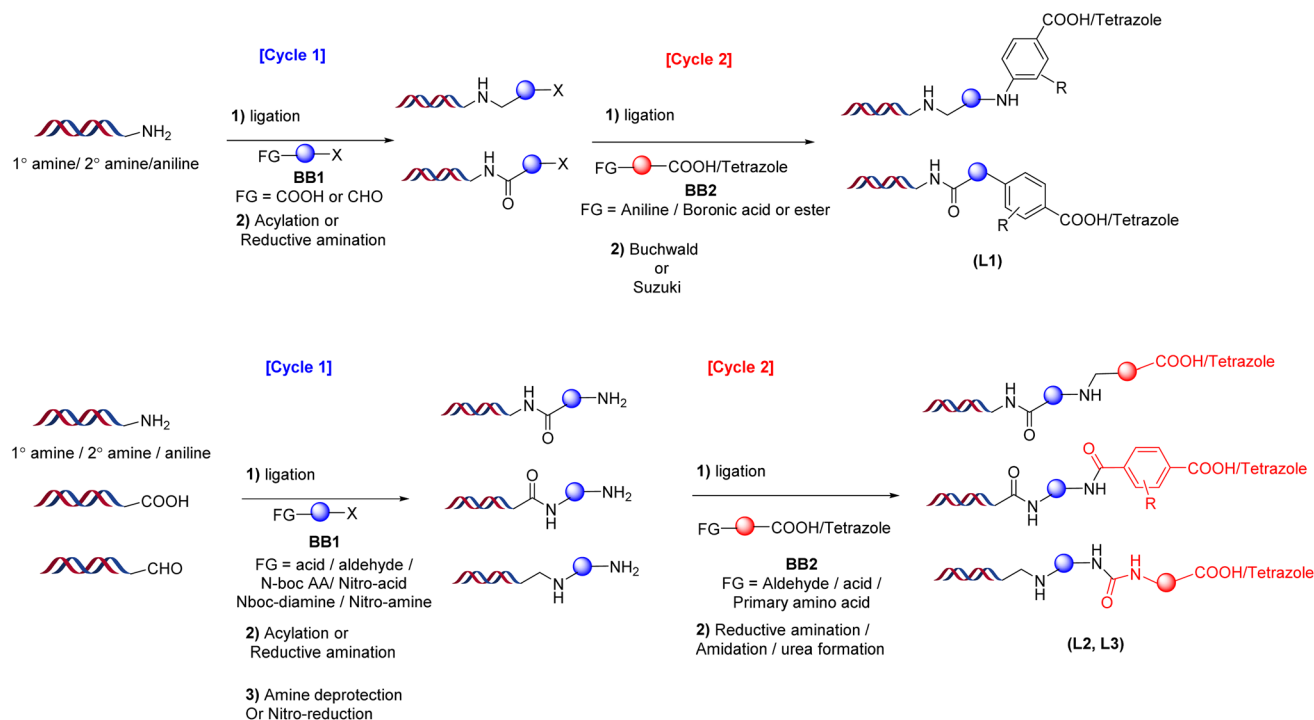 [Cycle 1]
[Cycle 2]
NH2
1° amine/ 2° amine/aniline
1) ligation
FG X
BB1
FG = COOH or CHO
2) Acylation or
Reductive amination
H
N
X
H
N
O
X
1) ligation
FG COOH/Tetrazole
BB2
FG = Aniline / Boronic acid or ester
2) Buchwald
or
Suzuki
COOH/Tetrazole
H
N
NH
R
NH
O
R
COOH/Tetrazole
(L1)
[Cycle 1]
[Cycle 2]
NH2
1° amine / 2° amine / aniline
COOH
CHO
1) ligation
FG X
BB1
FG = acid / aldehyde /
N-boc AA/ Nitro-acid
Nboc-diamine / Nitro-amine
2) Acylation or
Reductive amination
3) Amine deprotection
Or Nitro-reduction
H
N
O
NH2
O
N
H
NH2
N
H
NH2
1) ligation
FG COOH/Tetrazole
BB2
FG = Aldehyde / acid /
Primary amino acid
2) Reductive amination /
Amidation / urea formation
COOH/Tetrazole
NH
O
NH
O
O
N
H
NH
R
COOH/Tetrazole
N
H
H
N
O
H
N
COOH/Tetrazole
(L2, L3)